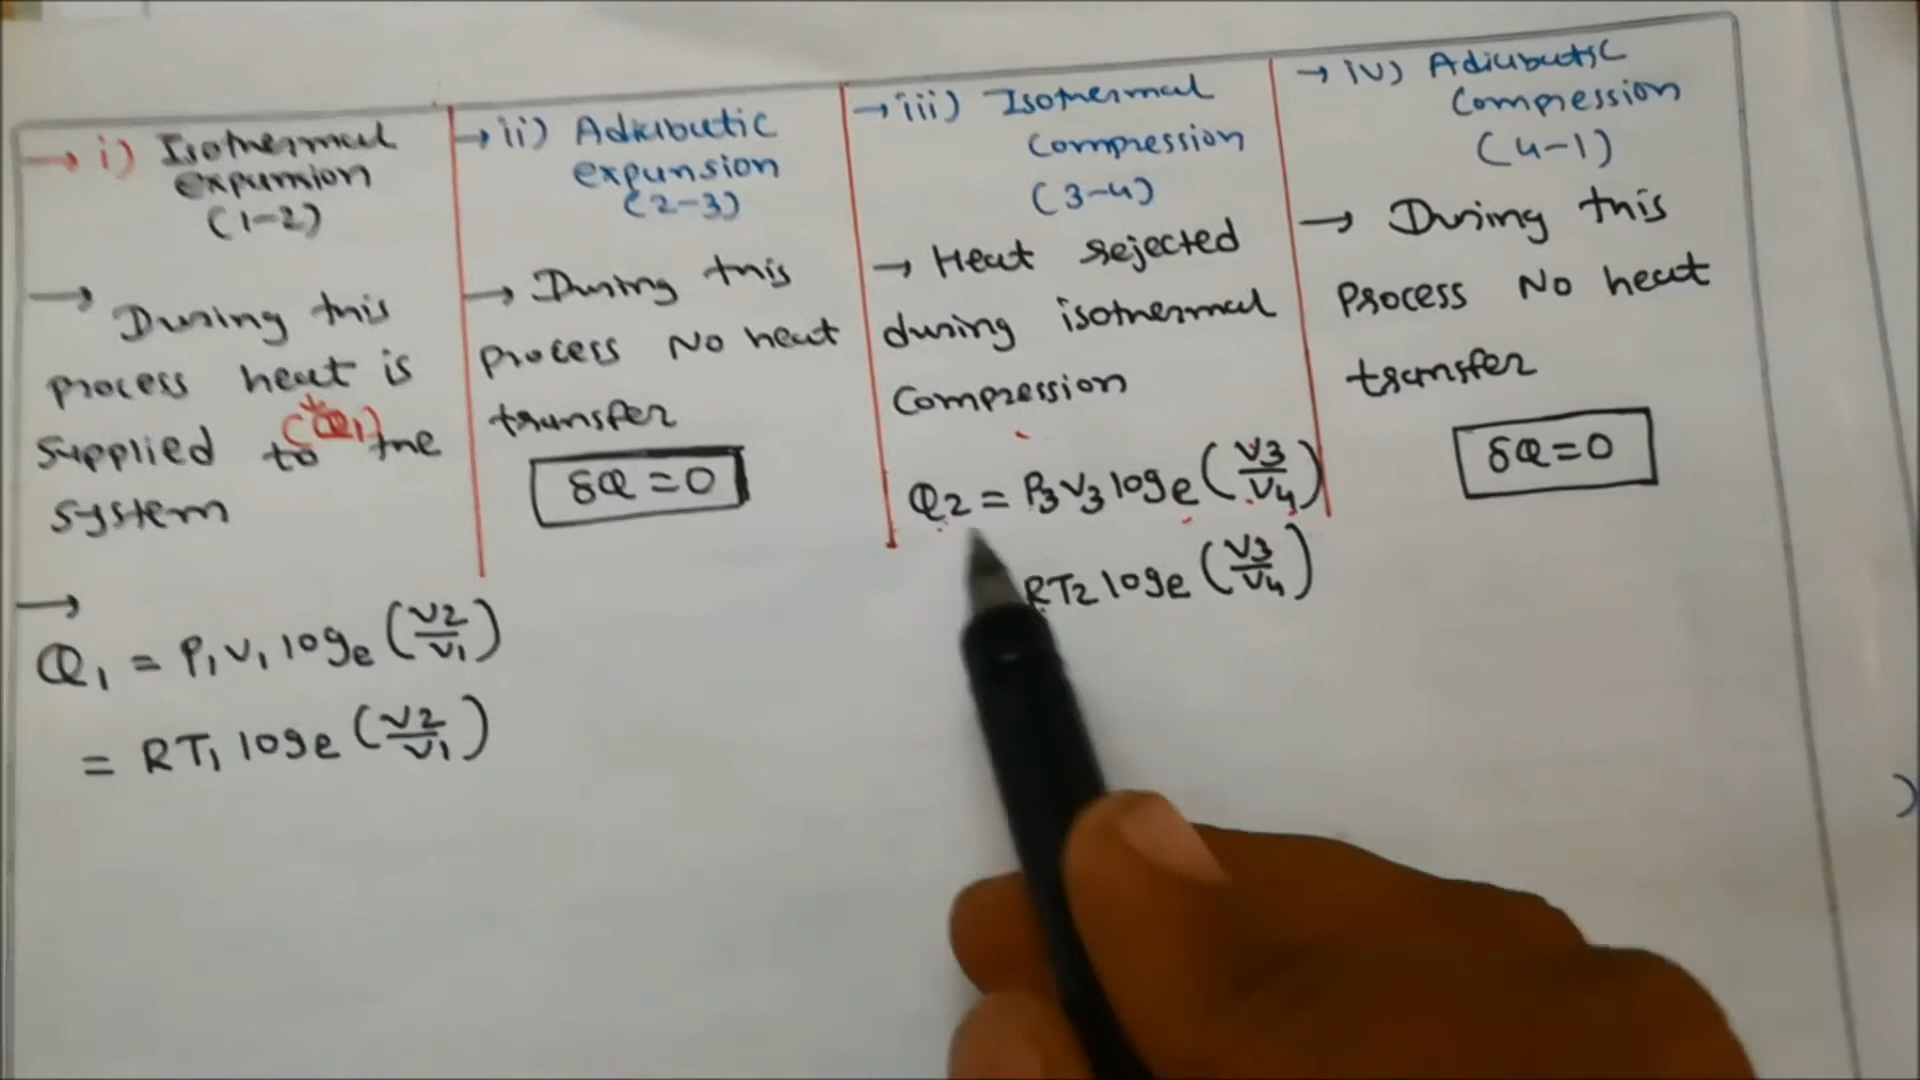 → i) Isothermal
expansion
(1-2)
→ During this
process heat is
(Q1)
supplied to the
system
→
Q1 = P1V1 loge (V2/V1)
= RT1 loge (V2/V1)
→ ii) Adiabatic
expansion
(2-3)
→ During this
process No heat
transfer
δQ = 0
→ iii) Isothermal
Compression
(3-4)
→ Heat rejected
during isothermal
Compression
Q2 = P3V3 loge (V3/V4)
RT2 loge (V3/V4)
→ iv) Adiabatic
Compression
(4-1)
→ During this
Process No heat
transfer
δQ = 0
)